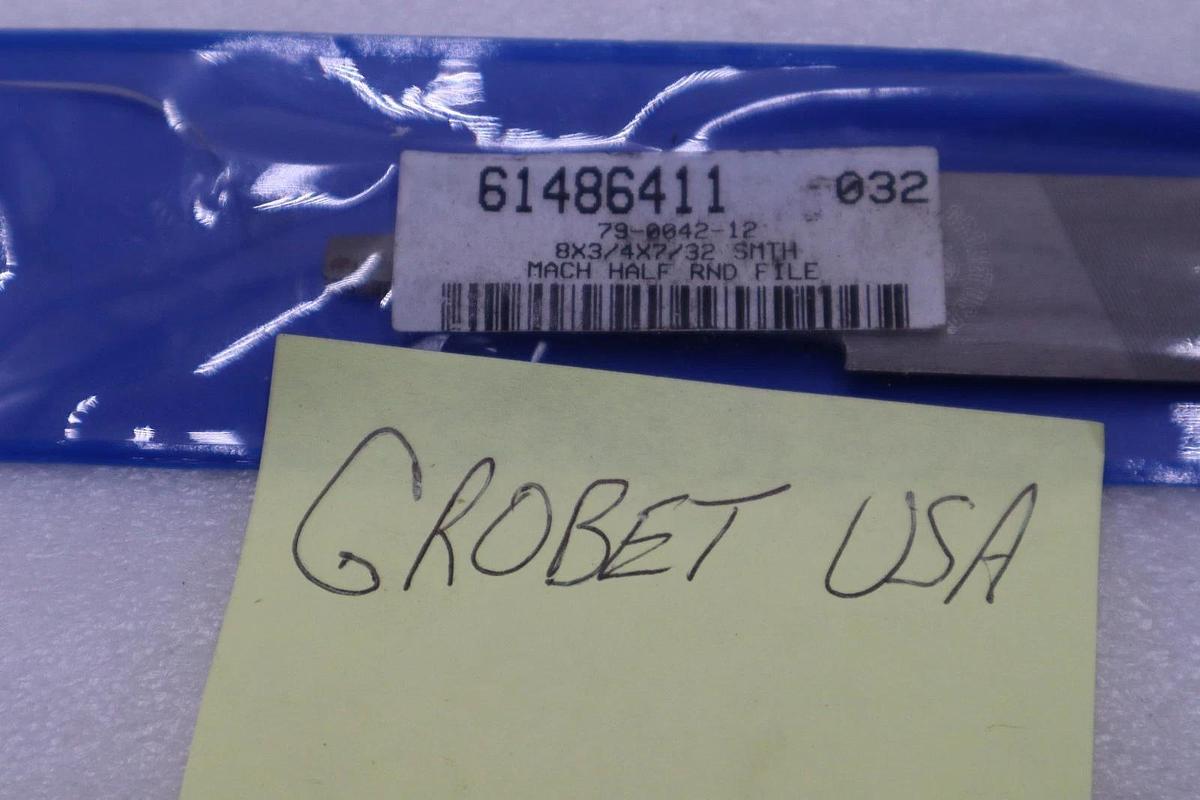 61486411 032
79-0042-12
8X3/4X7/32 SMTH
MACH HALF RND FILE
GROBET USA